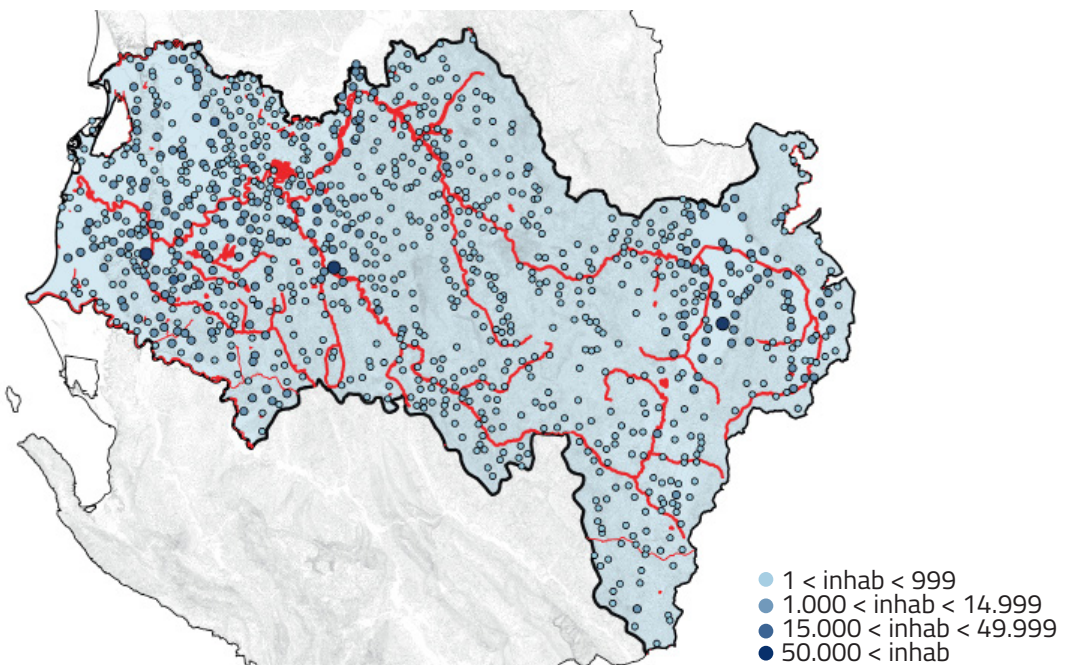 1 < inhab < 999
1.000 < inhab < 14.999
15.000 < inhab < 49.999
50.000 < inhab